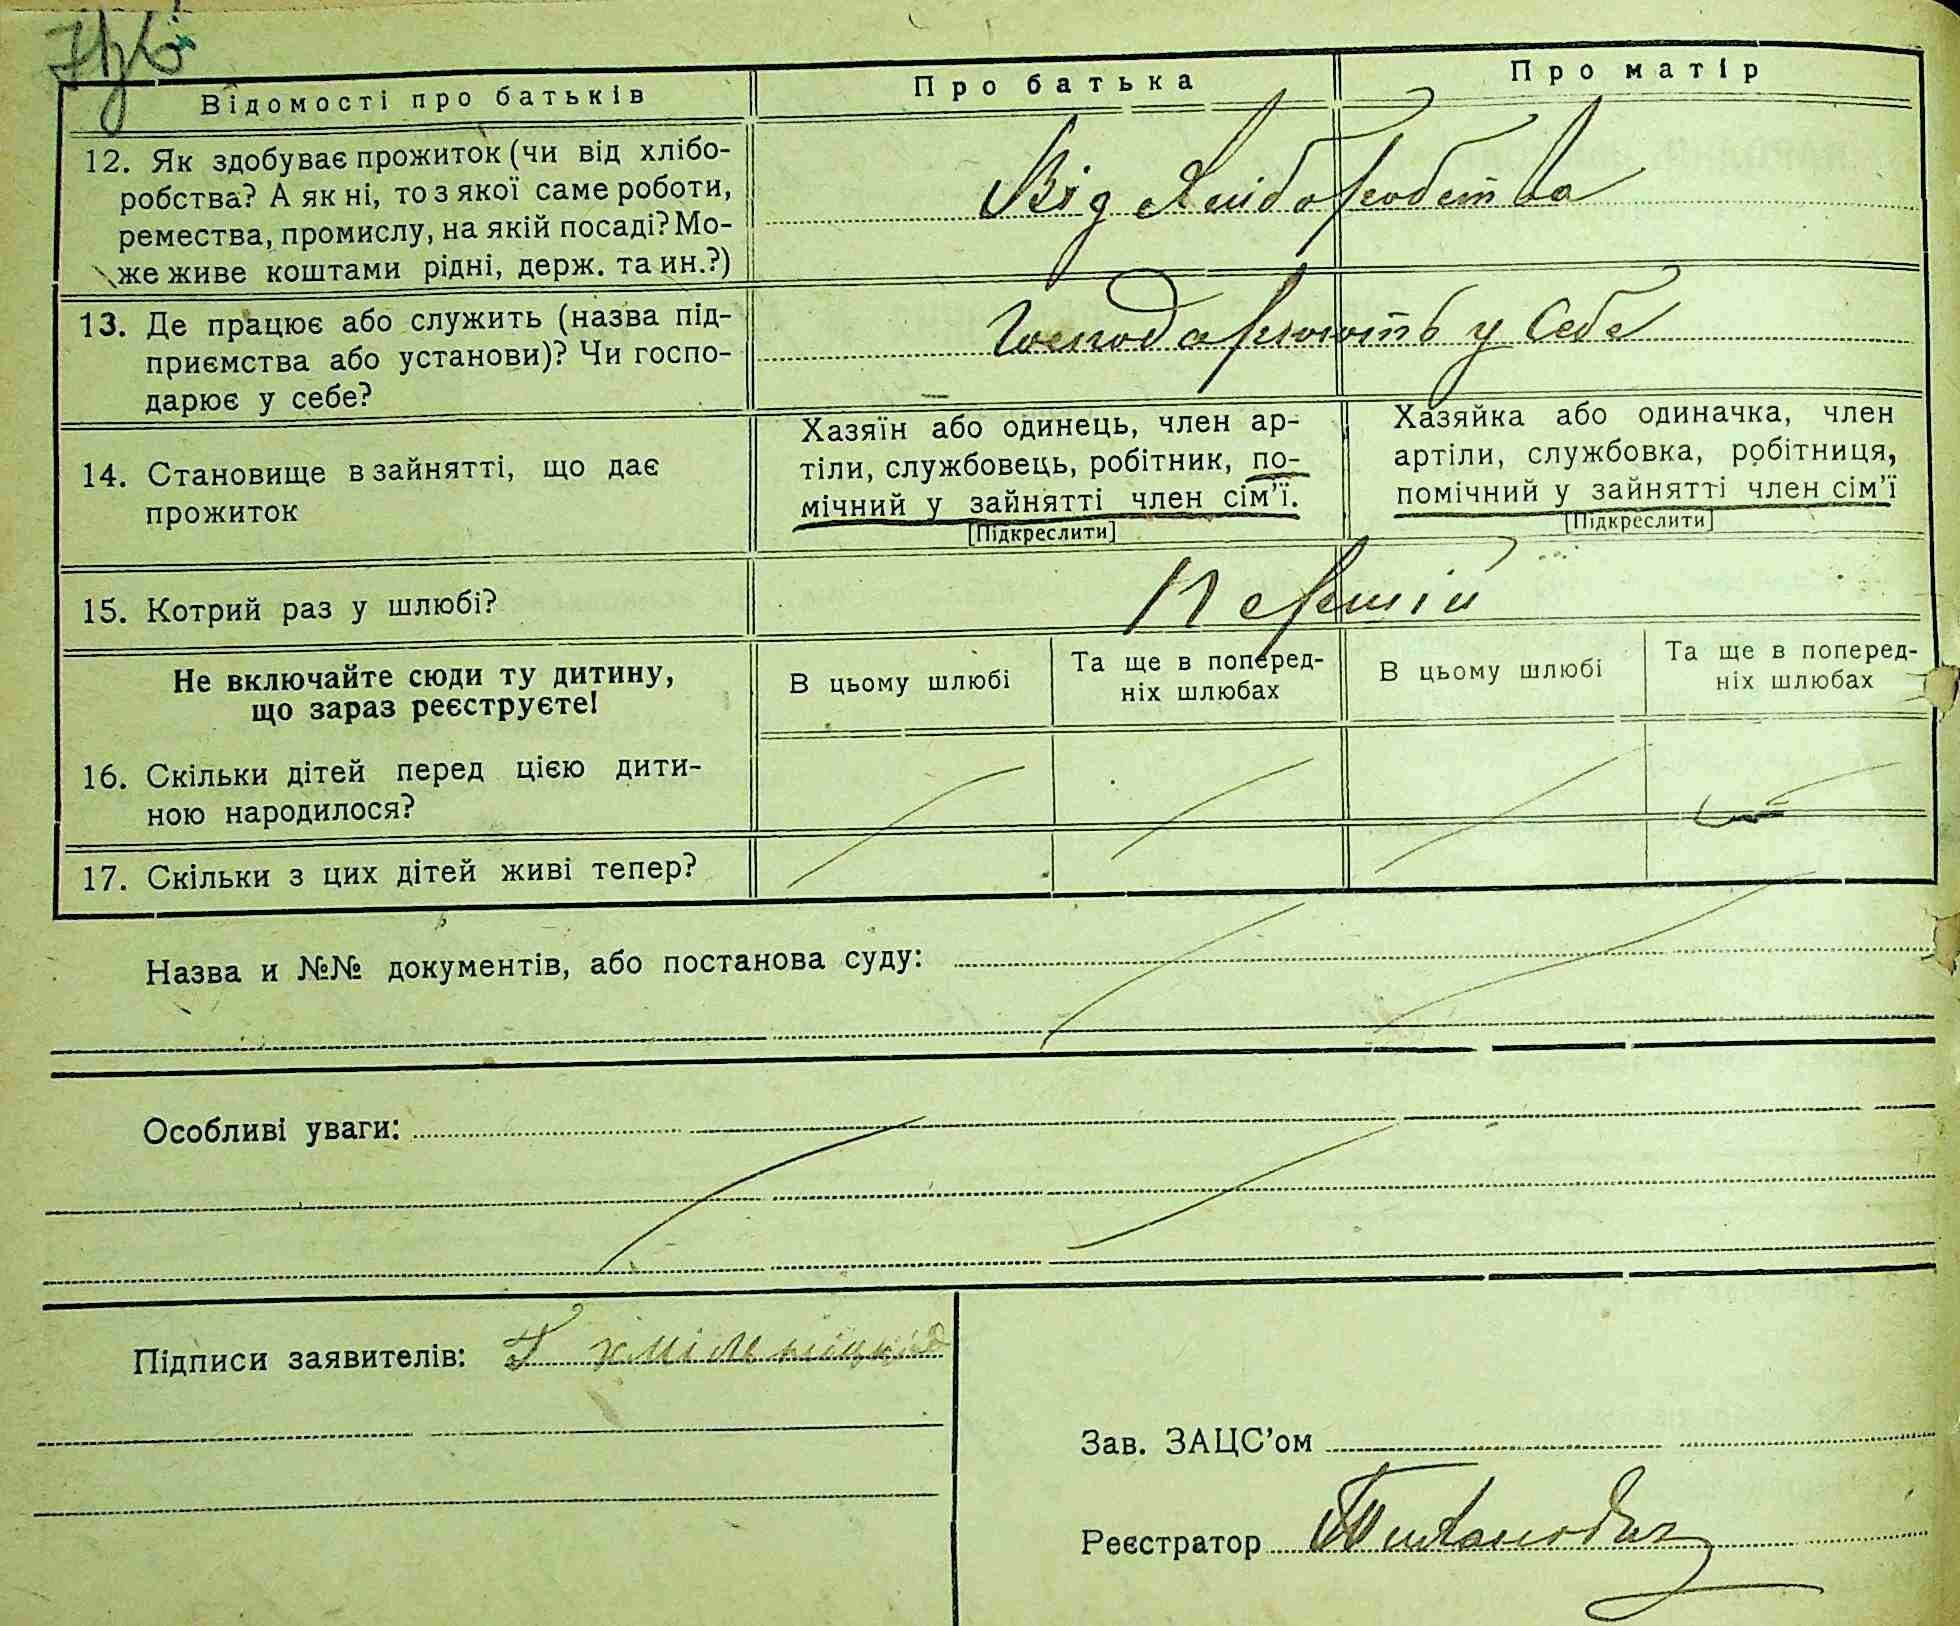 Відомості про батьків
Про батька
Про матір
12. Як здобуває прожиток (чи від хлібо-
робства? А як ні, то з якої саме роботи,
ремества, промислу, на якій посаді? Мо-
же живе коштами рідні, держ. та ин.?)
Від Хліборобства
13. Де працює або служить (назва під-
приємства або установи)? Чи госпо-
дарює у себе?
Господарюють у себе
14. Становище в зайнятті, що дає
прожиток
Хазяїн або одинець, член ар-
тіли, службовець, робітник, по-
мічний у зайнятті член сім’ї.
[Підкреслити]
Хазяйка або одиначка, член
артіли, службовка, робітниця,
помічний у зайнятті член сім’ї
[Підкреслити]
15. Котрий раз у шлюбі?
Першій
Не включайте сюди ту дитину,
що зараз реєструєте!
В цьому шлюбі
Та ще в поперед-
ніх шлюбах
В цьому шлюбі
Та ще в поперед-
ніх шлюбах
16. Скільки дітей перед цією дити-
ною народилося?
17. Скільки з цих дітей живі тепер?
Назва и №№ документів, або постанова суду:
Особливі уваги:
Підписи заявителів:
Зав. ЗАЦС’ом
Реєстратор